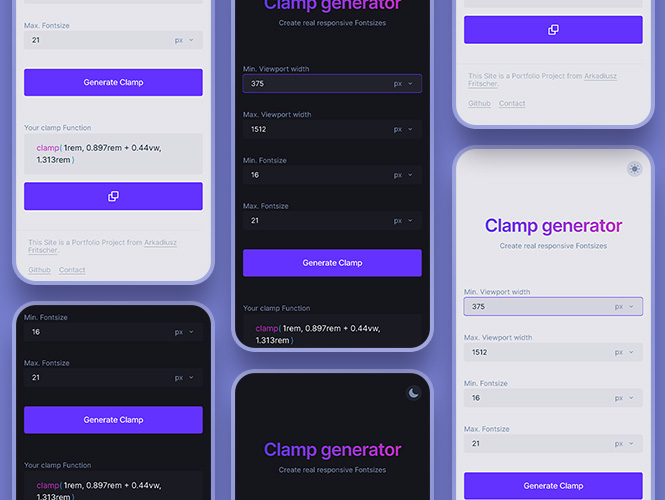 Max. Fontsize
21 px
Generate Clamp
Your clamp Function
clamp( 1rem, 0.897rem + 0.44vw,
1.313rem )
This Site is a Portfolio Project from Arkadiusz
Fritscher.
Github Contact
Min. Fontsize
16 px
Max. Fontsize
21 px
Generate Clamp
Your clamp Function
clamp( 1rem, 0.897rem + 0.44vw,
1.313rem )
Clamp generator
Create real responsive Fontsizes
Min. Viewport width
375 px
Max. Viewport width
1512
Min. Fontsize
16 px
Max. Fontsize
21 px
Generate Clamp
Your clamp Function
clamp( 1rem, 0.897rem + 0.44vw,
1.313rem )
Clamp generator
Create real responsive Fontsizes
This Site is a Portfolio Project from Arkadiusz
Fritscher.
Github Contact
Clamp generator
Create real responsive Fontsizes
Min. Viewport width
375 px
Max. Viewport width
1512 px
Min. Fontsize
16 px
Max. Fontsize
21 px
Generate Clamp